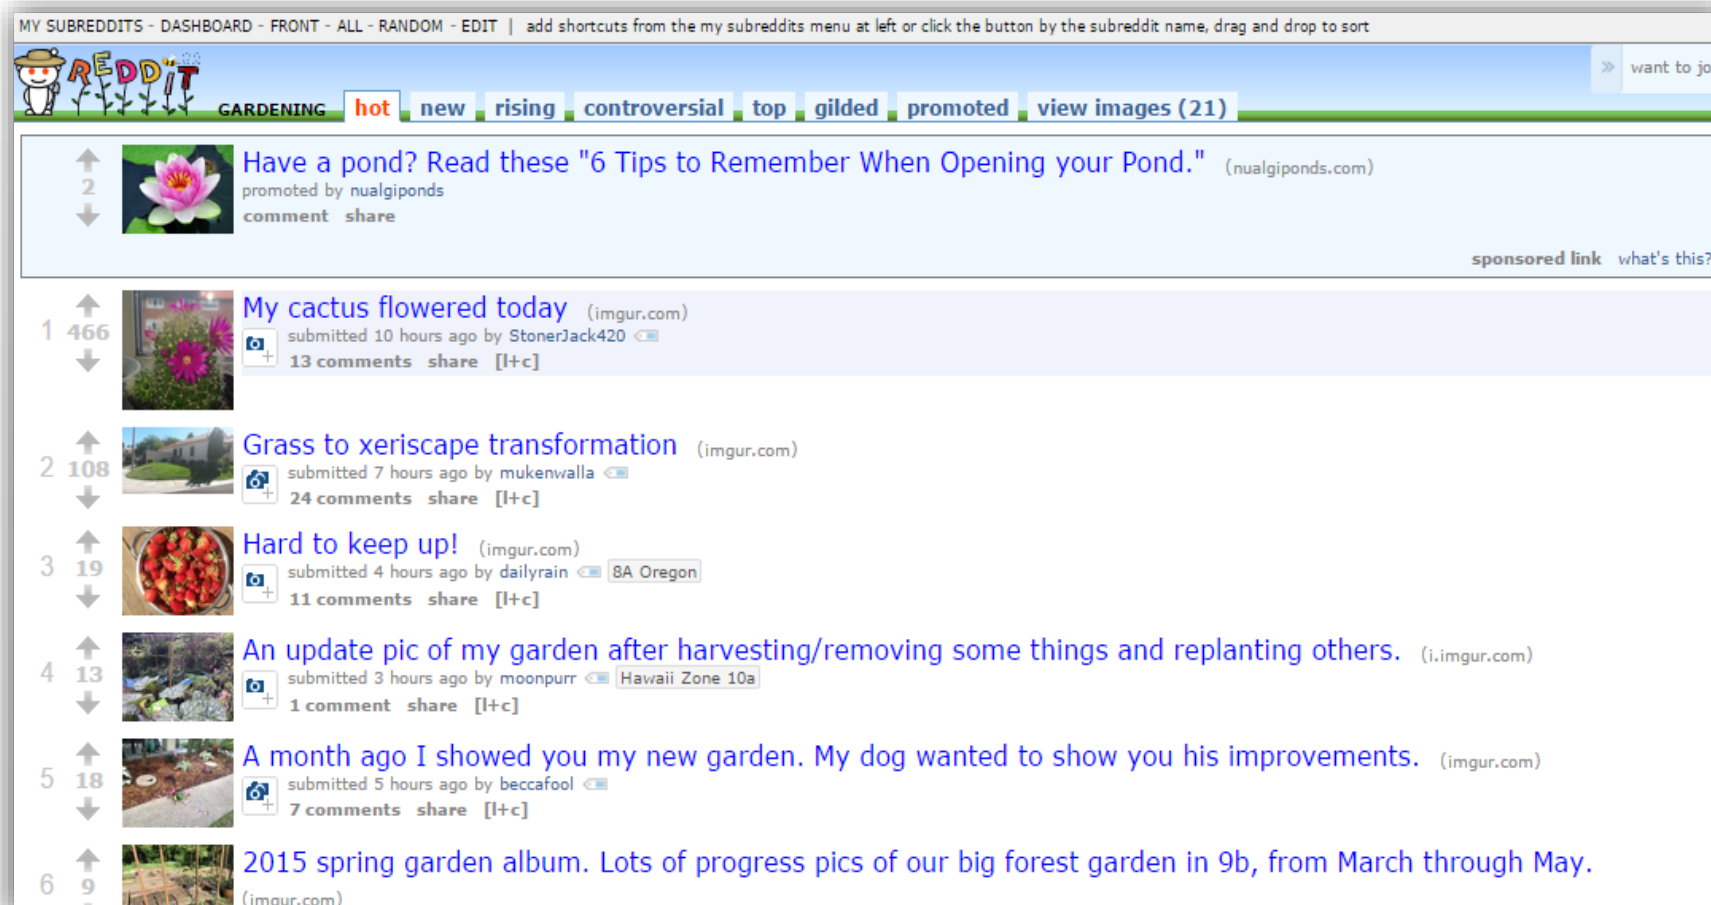 MY SUBREDDITS - DASHBOARD - FRONT - ALL - RANDOM - EDIT | add shortcuts from the my subreddits menu at left or click the button by the subreddit name, drag and drop to sort
REDDIT GARDENING hot new rising controversial top gilded promoted view images (21) » want to jo
Have a pond? Read these "6 Tips to Remember When Opening your Pond." (nualgiponds.com)
2 promoted by nualgiponds
comment share
sponsored link what's this?
My cactus flowered today (imgur.com)
1 466 submitted 10 hours ago by StonerJack420
13 comments share [l+c]
Grass to xeriscape transformation (imgur.com)
2 108 submitted 7 hours ago by mukenwalla
24 comments share [l+c]
Hard to keep up! (imgur.com)
3 19 submitted 4 hours ago by dailyrain 8A Oregon
11 comments share [l+c]
An update pic of my garden after harvesting/removing some things and replanting others. (i.imgur.com)
4 13 submitted 3 hours ago by moonpurr Hawaii Zone 10a
1 comment share [l+c]
A month ago I showed you my new garden. My dog wanted to show you his improvements. (imgur.com)
5 18 submitted 5 hours ago by beccafool
7 comments share [l+c]
2015 spring garden album. Lots of progress pics of our big forest garden in 9b, from March through May.
6 9 (imgur.com)